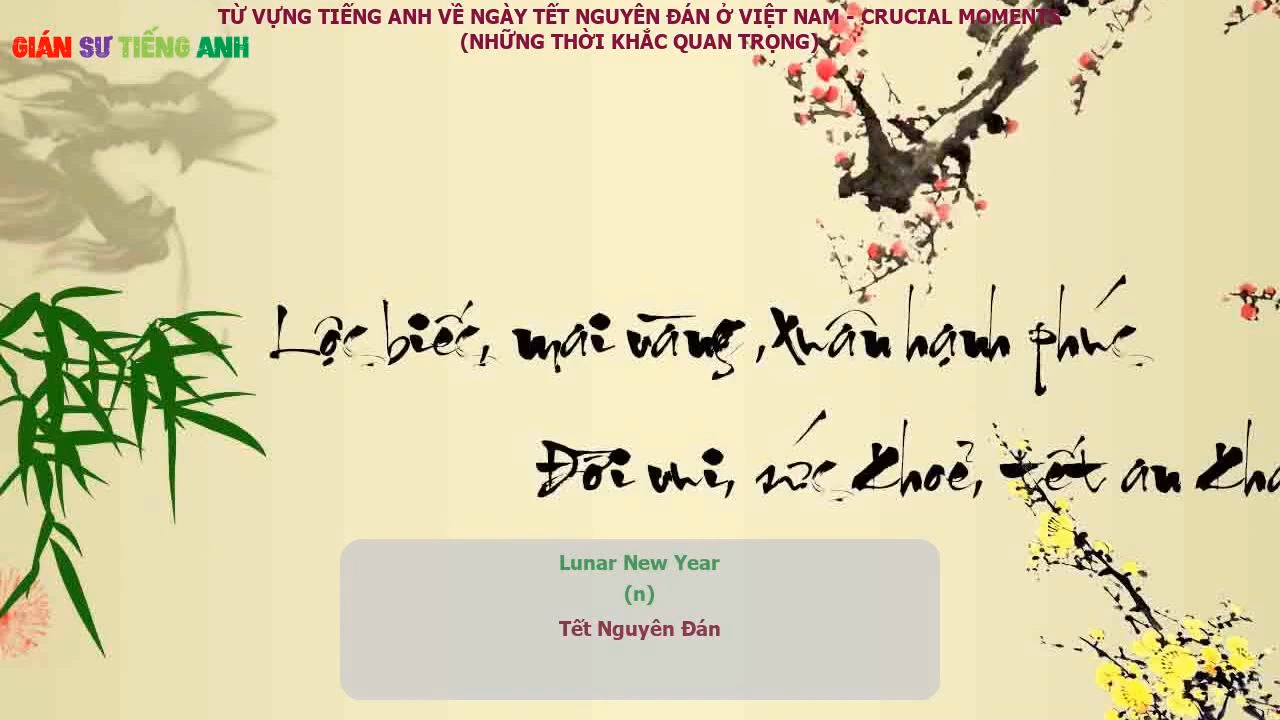 TỪ VỰNG TIẾNG ANH VỀ NGÀY TẾT NGUYÊN ĐÁN Ở VIỆT NAM - CRUCIAL MOMENTS
(NHỮNG THỜI KHẮC QUAN TRỌNG)
GIÁN SƯ TIẾNG ANH
Lộc biếc, mai vàng, xuân hạnh phúc
Đời vui, sức khoẻ, tết an
Lunar New Year
(n)
Tết Nguyên Đán